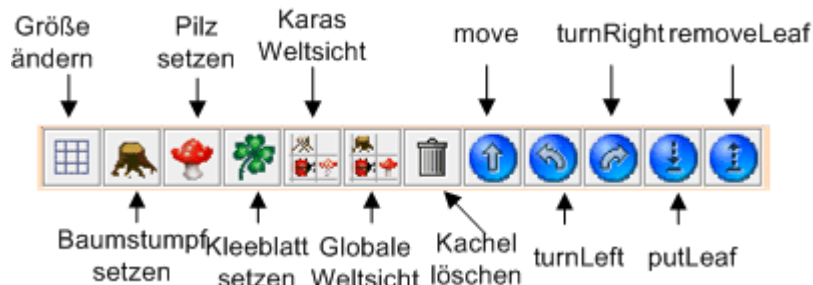 Größe
ändern
Pilz
setzen
Karas
Weltsicht
move
turnRight
removeLeaf
Baumstumpf
setzen
Kleeblatt
setzen
Globale
Weltsicht
Kachel
löschen
turnLeft
putLeaf